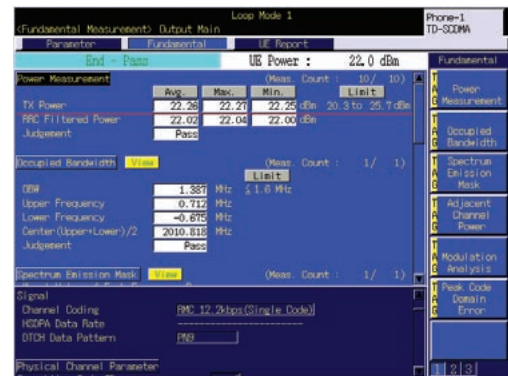 Loop Mode 1
<Fundamental Measurement> Output Main
Phone-1
TD-SCDMA
Parameter Fundamental UE Report
End - Pass UE Power : 22.0 dBm
Fundamental
Power Measurement (Meas. Count : 10/ 10)
Avg. Max. Min. Limit
TX Power 22.26 22.27 22.25 dBm 20.3 to 25.7 dBm
RRC Filtered Power 22.02 22.04 22.00 dBm
Judgement Pass
Occupied Bandwidth View (Meas. Count : 1/ 1)
Limit
OBW 1.387 MHz ≤ 1.6 MHz
Upper Frequency 0.712 MHz
Lower Frequency -0.675 MHz
Center(Upper+Lower)/2 2010.818 MHz
Judgement Pass
Spectrum Emission Mask View (Meas. Count : 1/ 1)
Signal
Channel Coding RMC 12.2kbps(Single Code)
HSDPA Data Rate --------------------
DTCH Data Pattern PN9
Physical Channel Parameter
TAG Power Measurement
TAG Occupied Bandwidth
TAG Spectrum Emission Mask
TAG Adjacent Channel Power
TAG Modulation Analysis
TAG Peak Code Domain Error
1 2 3